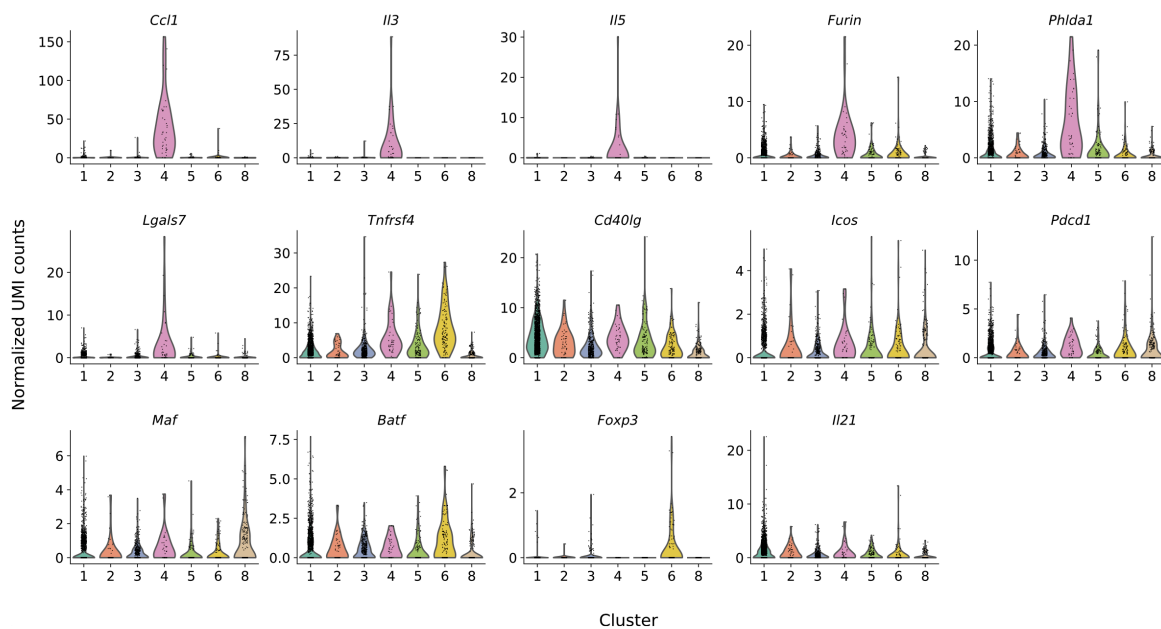 Ccl1 Il3 Il5 Furin Phlda1
150 100 50 0
75 50 25 0
30 20 10 0
20 10 0
20 10 0
1 2 3 4 5 6 8 1 2 3 4 5 6 8 1 2 3 4 5 6 8 1 2 3 4 5 6 8 1 2 3 4 5 6 8
Normalized UMI counts
Lgals7 Tnfrsf4 Cd40lg Icos Pdcd1
20 10 0
30 20 10 0
20 10 0
4 2 0
10 5 0
1 2 3 4 5 6 8 1 2 3 4 5 6 8 1 2 3 4 5 6 8 1 2 3 4 5 6 8 1 2 3 4 5 6 8
Maf Batf Foxp3 Il21
6 4 2 0
7.5 5.0 2.5 0.0
2 0
20 10 0
1 2 3 4 5 6 8 1 2 3 4 5 6 8 1 2 3 4 5 6 8 1 2 3 4 5 6 8
Cluster